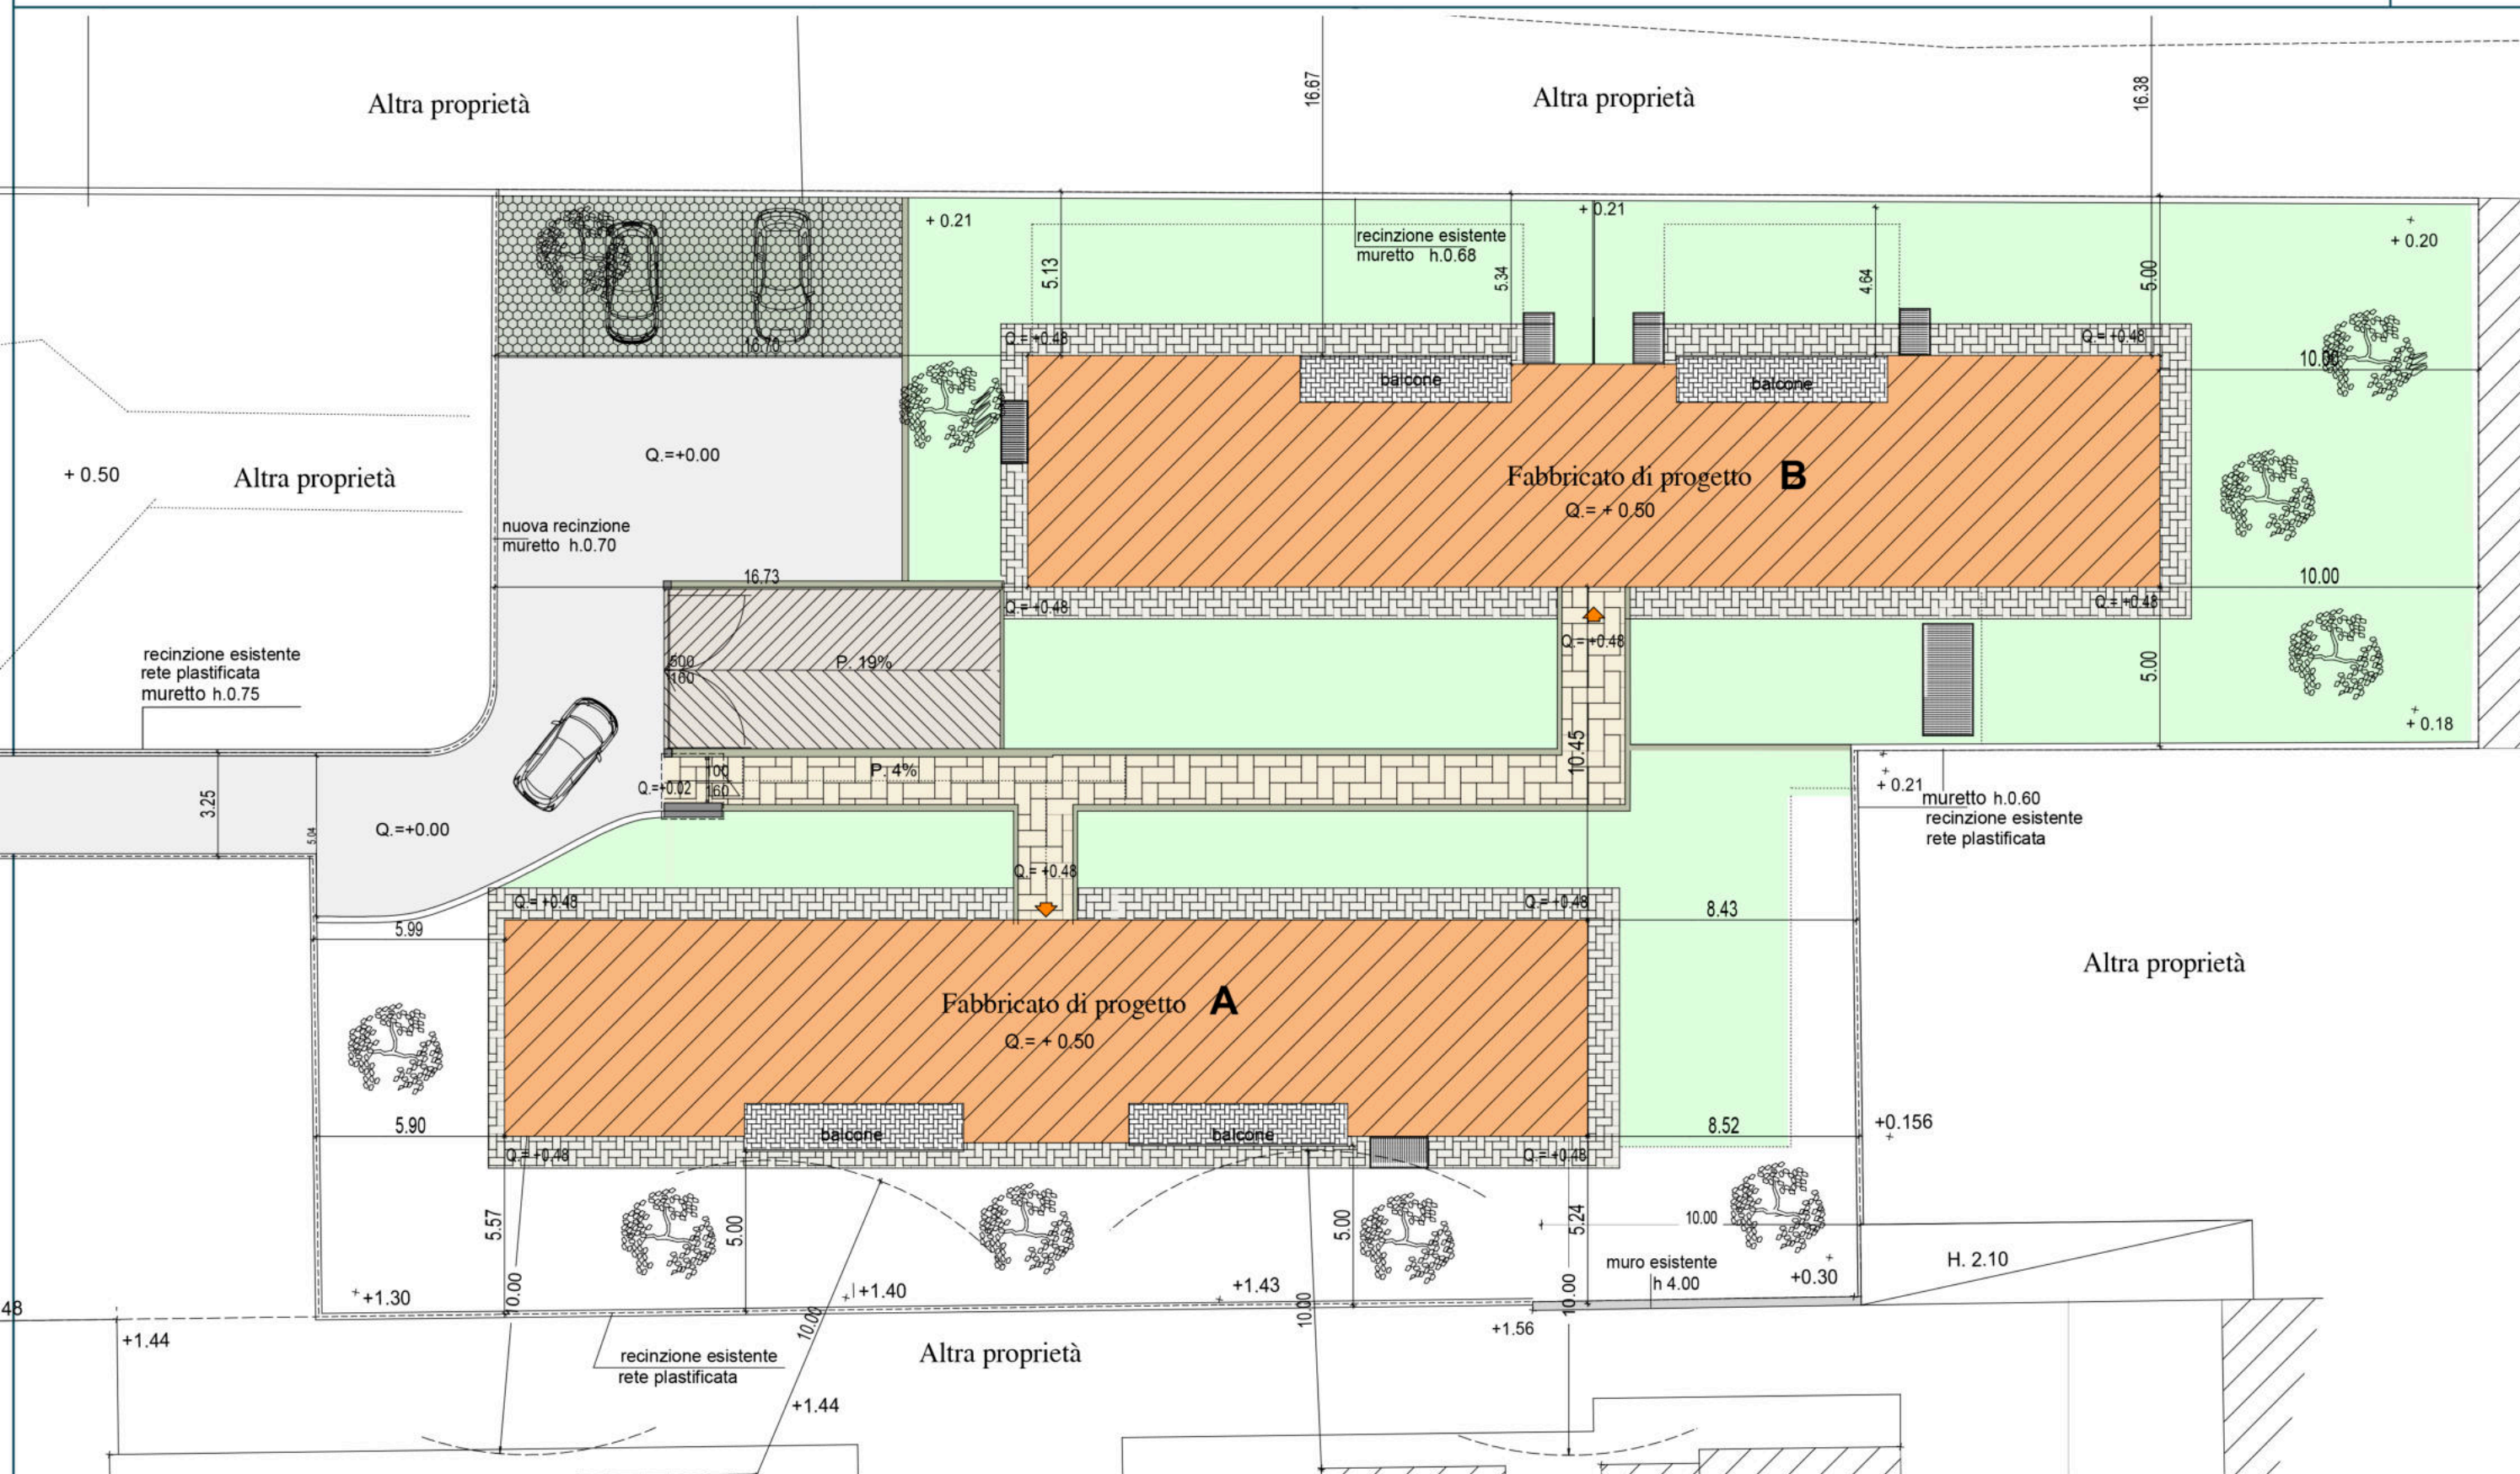 16.67
16.38
Altra proprietà
Altra proprietà
+ 0.21
+ 0.21
+ 0.20
recinzione esistente
muretto h.0.68
5.13
5.34
4.64
5.00
16.70
Q.= +0.48
Q.= +0.48
10.00
balcone
balcone
Q.=+0.00
+ 0.50
Altra proprietà
Fabbricato di progetto B
Q.= + 0.50
nuova recinzione
muretto h.0.70
16.73
10.00
Q.= +0.48
Q.= +0.48
Q.= +0.48
recinzione esistente
rete plastificata
muretto h.0.75
500
160
P. 19%
5.00
+ 0.18
10.45
P. 4%
100
160
Q.=+0.02
+ 0.21
muretto h.0.60
recinzione esistente
rete plastificata
3.25
5.04
Q.=+0.00
Q.= +0.48
Q.= +0.48
Q.= +0.48
8.43
5.99
Altra proprietà
Fabbricato di progetto A
Q.= + 0.50
5.90
balcone
balcone
8.52
+0.156
Q.= +0.48
Q.= +0.48
5.57
5.00
5.00
5.24
10.00
muro esistente
h 4.00
+0.30
H. 2.10
+1.30
10.00
+1.40
+1.43
10.00
10.00
10.00
48
+1.44
+1.56
recinzione esistente
rete plastificata
Altra proprietà
+1.44